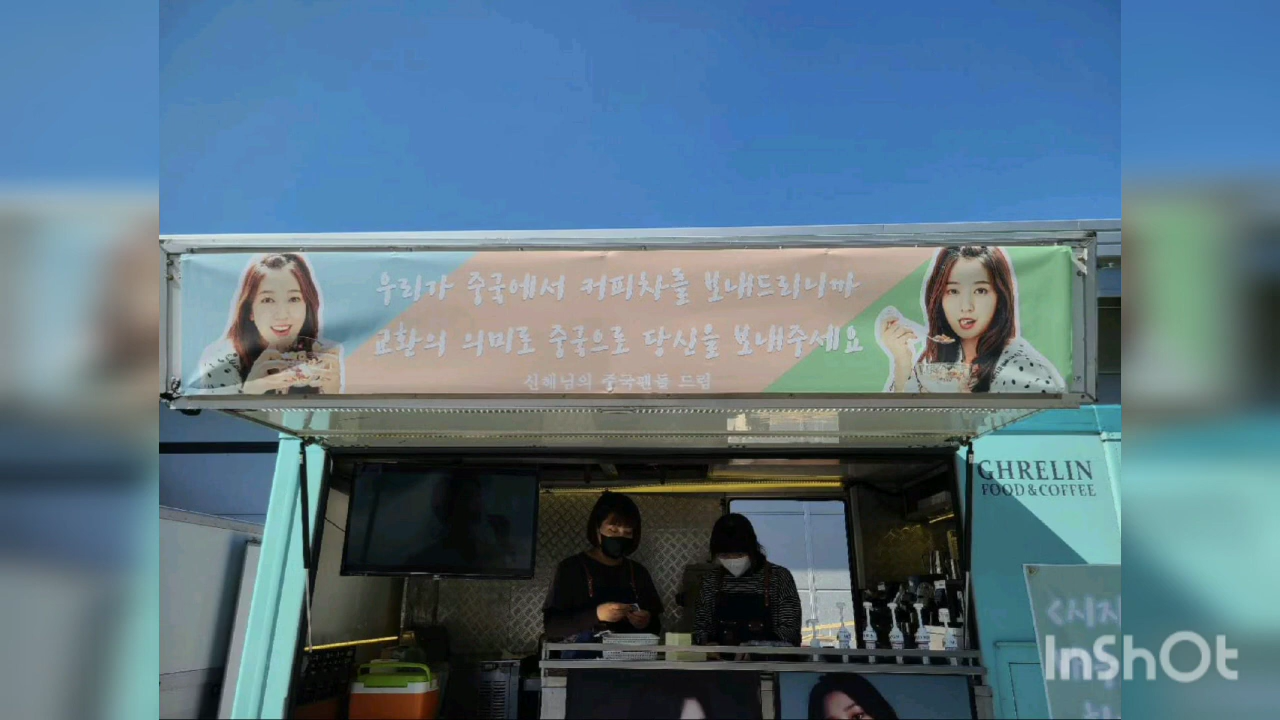 우리가 중국에서 커피차를 보내드리니까
교환의 의미로 중국으로 당신을 보내주세요
신혜님의 중국팬들 드림
GHRELIN
FOOD&COFFEE
InShOt